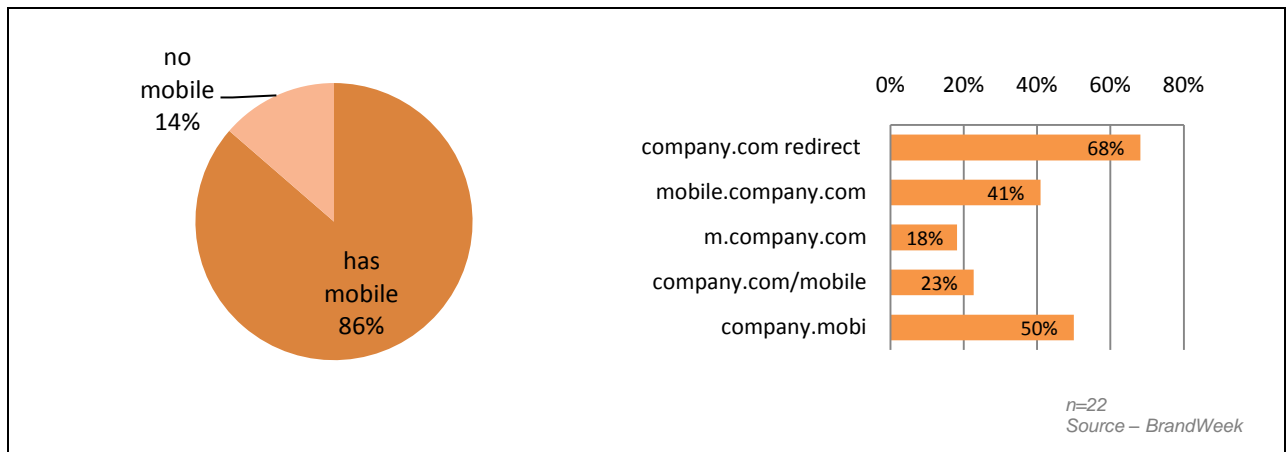 no
mobile
14%
has
mobile
86%
0% 20% 40% 60% 80%
company.com redirect 68%
mobile.company.com 41%
m.company.com 18%
company.com/mobile 23%
company.mobi 50%
n=22
Source – BrandWeek